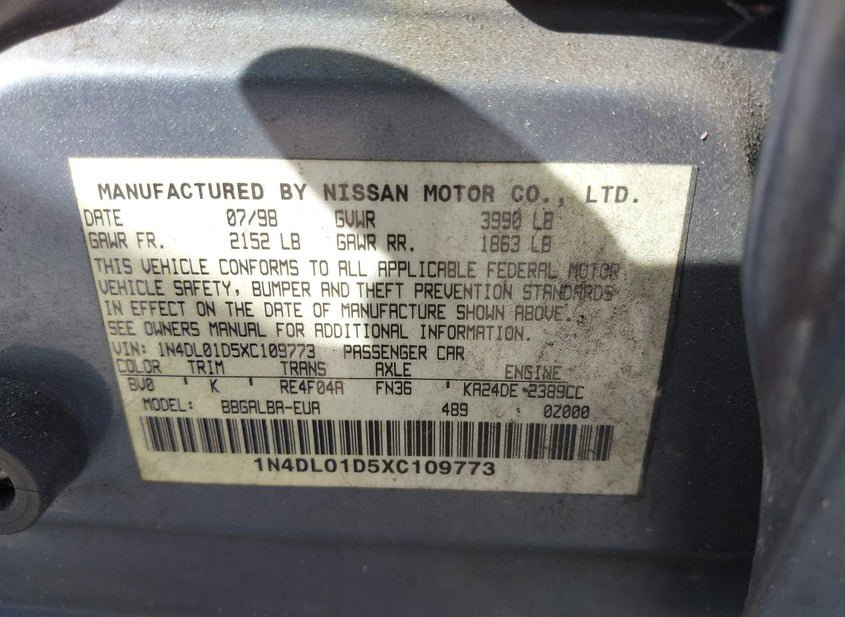 MANUFACTURED BY NISSAN MOTOR CO., LTD.
DATE 07/98 GVWR 3990 LB
GAWR FR. 2152 LB GAWR RR. 1863 LB
THIS VEHICLE CONFORMS TO ALL APPLICABLE FEDERAL MOTOR
VEHICLE SAFETY, BUMPER AND THEFT PREVENTION STANDARDS
IN EFFECT ON THE DATE OF MANUFACTURE SHOWN ABOVE.
SEE OWNERS MANUAL FOR ADDITIONAL INFORMATION.
VIN: 1N4DL01D5XC109773 PASSENGER CAR
COLOR TRIM TRANS AXLE ENGINE
BV0 K RE4F04A FN36 KA24DE 2389CC
MODEL: BBGALBA-EUA 489 0Z000
1N4DL01D5XC109773